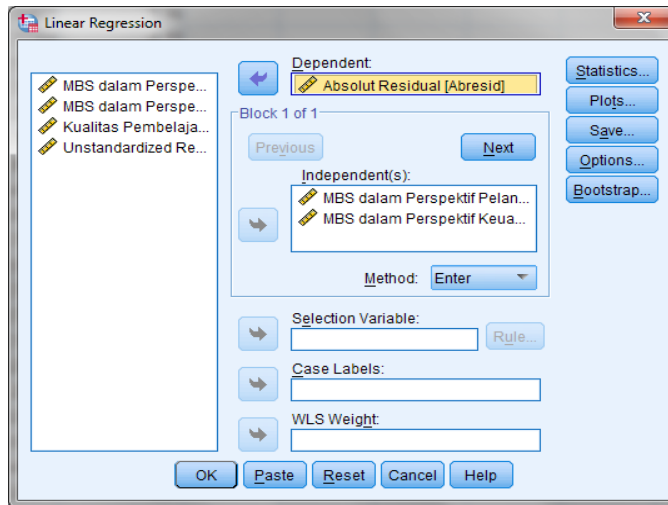 Linear Regression
MBS dalam Perspe...
MBS dalam Perspe...
Kualitas Pembelaja...
Unstandardized Re...
Dependent:
Absolut Residual [Abresid]
Block 1 of 1
Previous
Next
Independent(s):
MBS dalam Perspektif Pelan...
MBS dalam Perspektif Keua...
Method: Enter
Selection Variable:
Rule...
Case Labels:
WLS Weight:
Statistics...
Plots...
Save...
Options...
Bootstrap...
OK Paste Reset Cancel Help